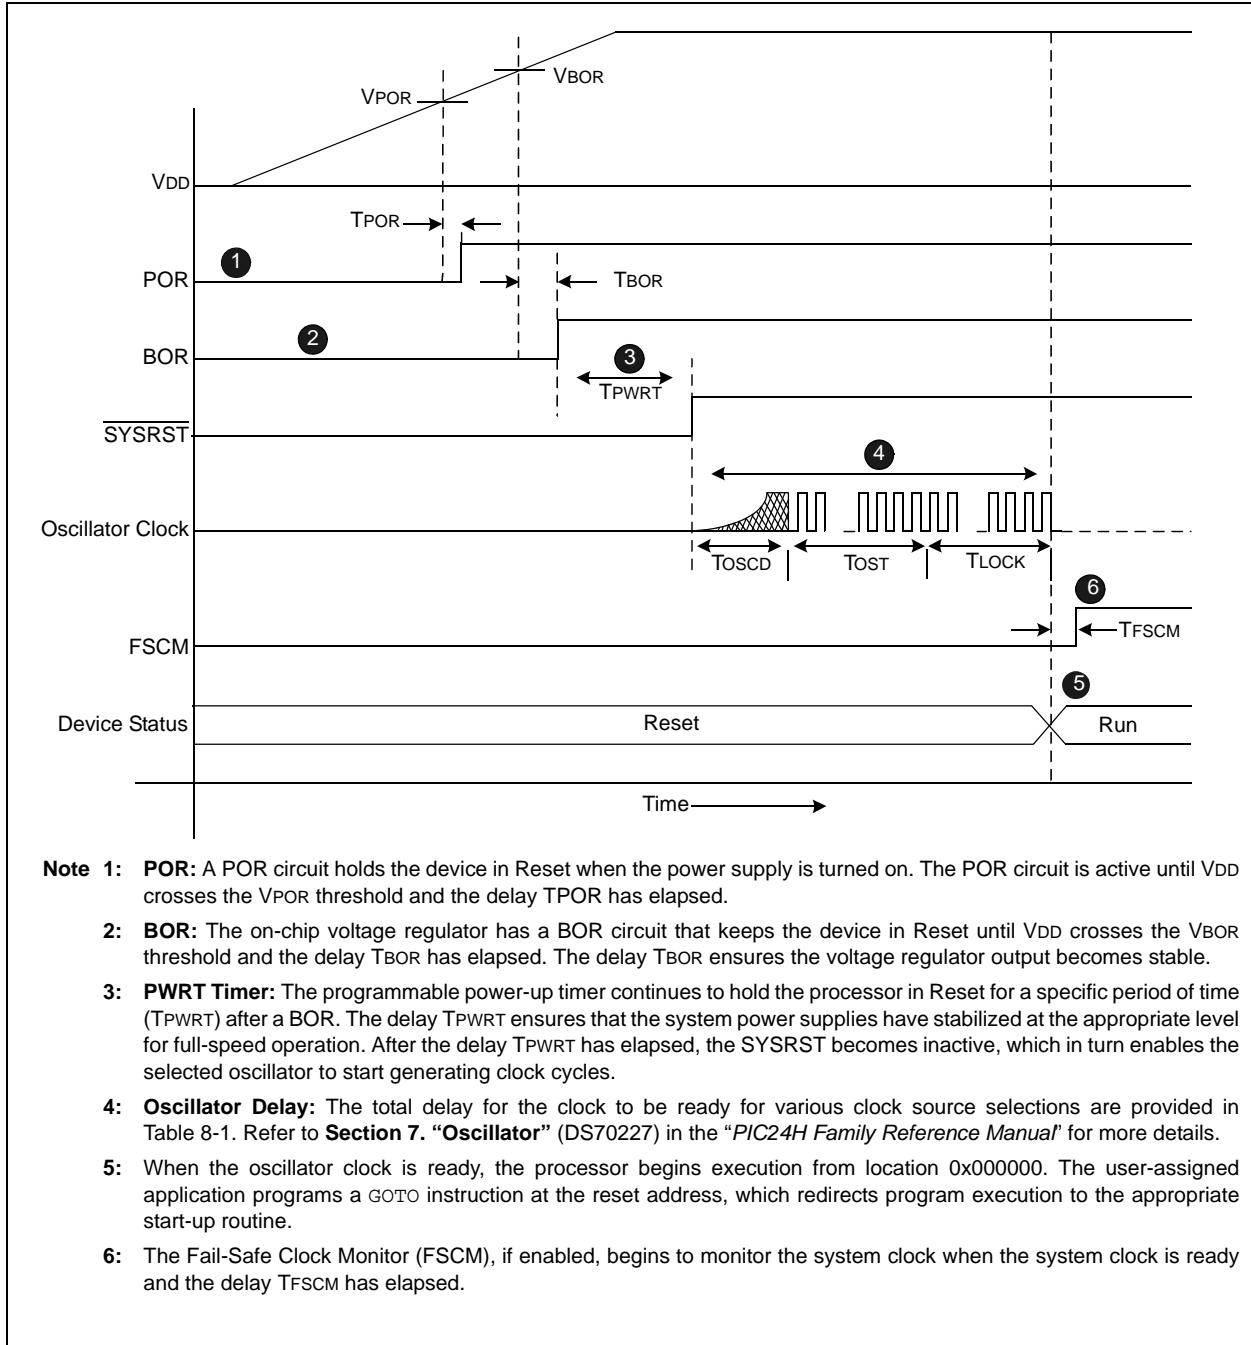 VBOR
VPOR
VDD
TPOR
1
POR
TBOR
2
BOR
3
TPWRT
SYSRST
4
Oscillator Clock
TOSCD
TOST
TLOCK
6
TFSCM
FSCM
5
Device Status
Reset
Run
Time
Note 1: POR: A POR circuit holds the device in Reset when the power supply is turned on. The POR circuit is active until VDD
crosses the VPOR threshold and the delay TPOR has elapsed.
2: BOR: The on-chip voltage regulator has a BOR circuit that keeps the device in Reset until VDD crosses the VBOR
threshold and the delay TBOR has elapsed. The delay TBOR ensures the voltage regulator output becomes stable.
3: PWRT Timer: The programmable power-up timer continues to hold the processor in Reset for a specific period of time
(TPWRT) after a BOR. The delay TPWRT ensures that the system power supplies have stabilized at the appropriate level
for full-speed operation. After the delay TPWRT has elapsed, the SYSRST becomes inactive, which in turn enables the
selected oscillator to start generating clock cycles.
4: Oscillator Delay: The total delay for the clock to be ready for various clock source selections are provided in
Table 8-1. Refer to Section 7. “Oscillator” (DS70227) in the “PIC24H Family Reference Manual” for more details.
5: When the oscillator clock is ready, the processor begins execution from location 0x000000. The user-assigned
application programs a GOTO instruction at the reset address, which redirects program execution to the appropriate
start-up routine.
6: The Fail-Safe Clock Monitor (FSCM), if enabled, begins to monitor the system clock when the system clock is ready
and the delay TFSCM has elapsed.